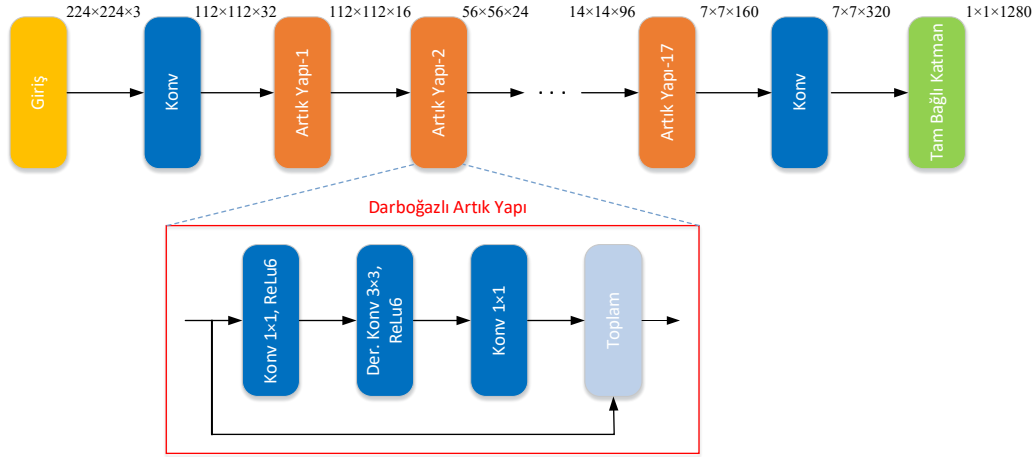 224×224×3
112×112×32
112×112×16
56×56×24
14×14×96
7×7×160
7×7×320
1×1×1280
Giriş
Konv
Artık Yapı-1
Artık Yapı-2
. . .
Artık Yapı-17
Konv
Tam Bağlı Katman
Darboğazlı Artık Yapı
Konv 1×1, ReLu6
Der. Konv 3×3,
ReLu6
Konv 1×1
Toplam